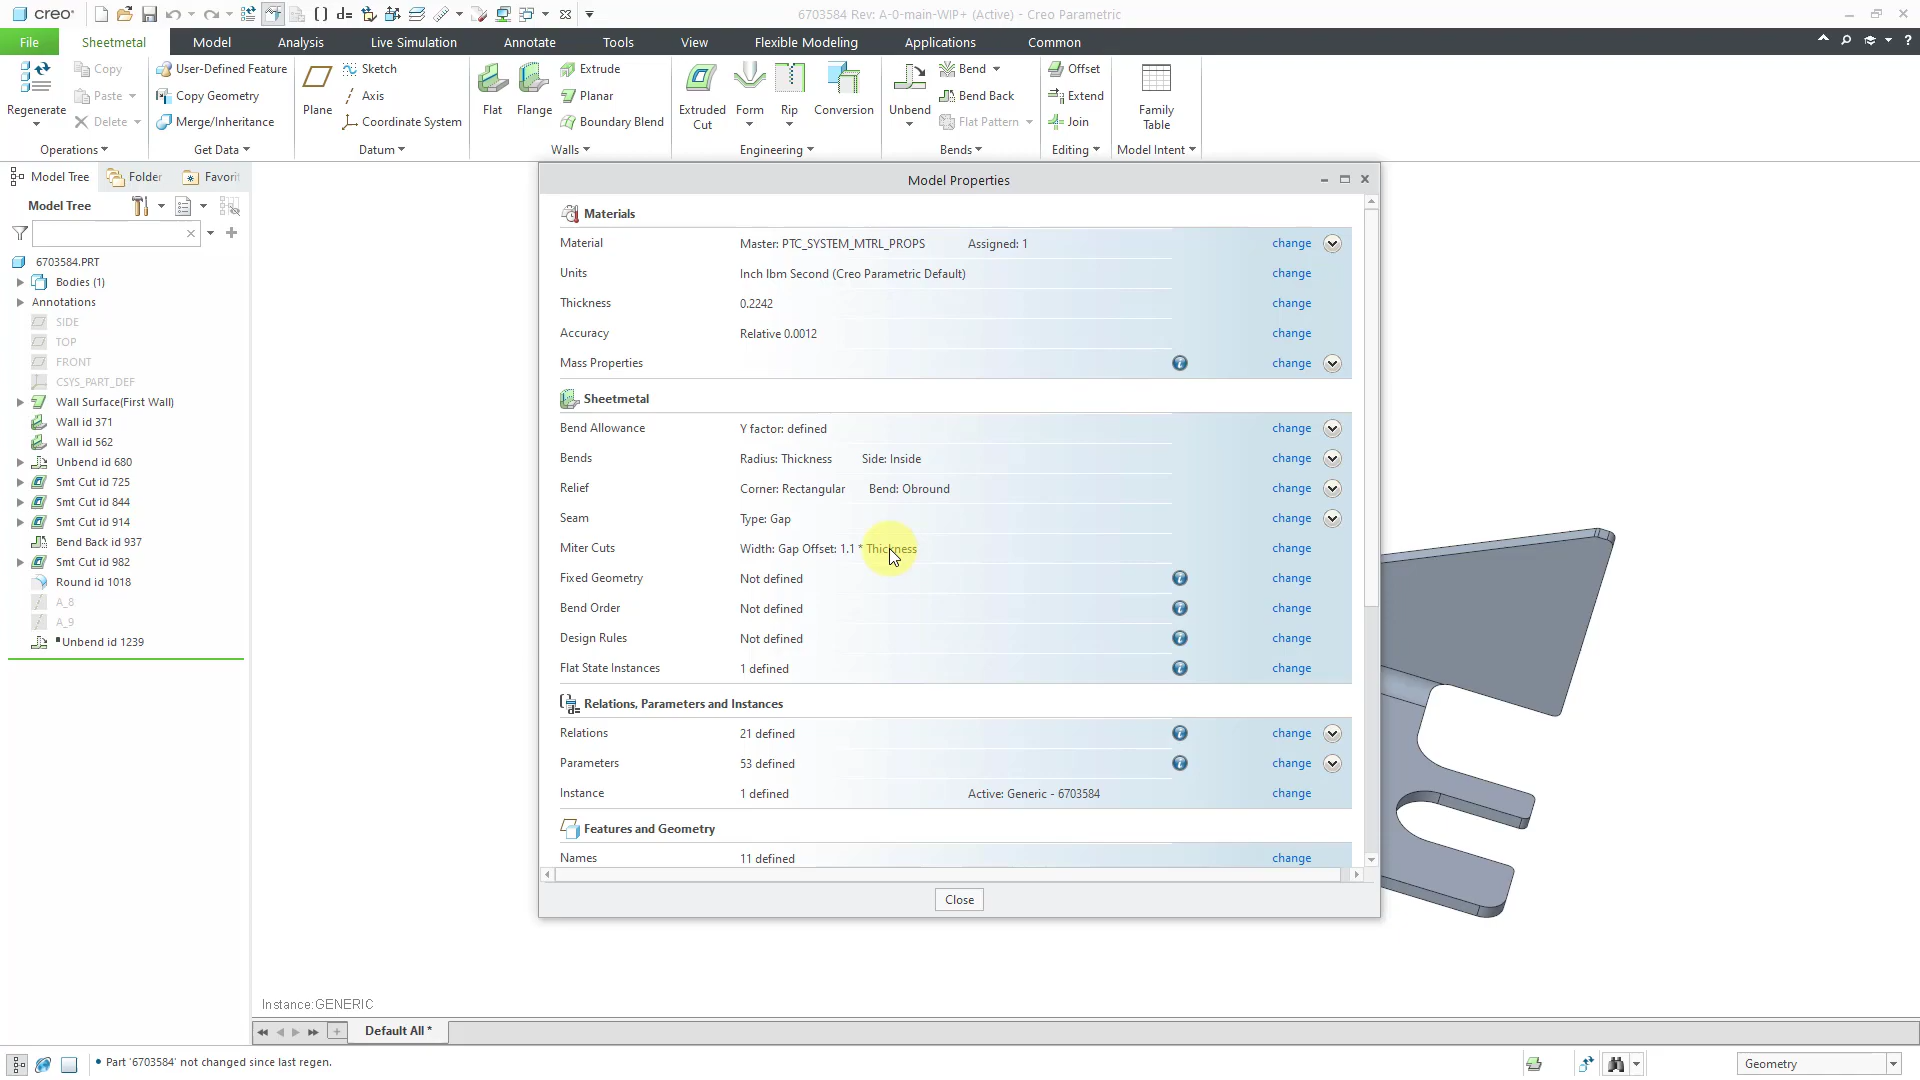 creo
6703584 Rev: A-0-main-WIP+ (Active) - Creo Parametric
File Sheetmetal Model Analysis Live Simulation Annotate Tools View Flexible Modeling Applications Common
Regenerate
Copy
Paste
Delete
Operations
User-Defined Feature
Copy Geometry
Merge/Inheritance
Get Data
Plane
Sketch
Axis
Coordinate System
Datum
Flat
Flange
Extrude
Planar
Boundary Blend
Walls
Extruded Cut
Form
Rip
Conversion
Engineering
Unbend
Bend
Bend Back
Flat Pattern
Bends
Offset
Extend
Join
Editing
Family Table
Model Intent
Model Tree Folder Favori
Model Tree
6703584.PRT
Bodies (1)
Annotations
SIDE
TOP
FRONT
CSYS_PART_DEF
Wall Surface(First Wall)
Wall id 371
Wall id 562
Unbend id 680
Smt Cut id 725
Smt Cut id 844
Smt Cut id 914
Bend Back id 937
Smt Cut id 982
Round id 1018
A_8
A_9
Unbend id 1239
Model Properties
Materials
Material Master: PTC_SYSTEM_MTRL_PROPS Assigned: 1 change
Units Inch lbm Second (Creo Parametric Default) change
Thickness 0.2242 change
Accuracy Relative 0.0012 change
Mass Properties change
Sheetmetal
Bend Allowance Y factor: defined change
Bends Radius: Thickness Side: Inside change
Relief Corner: Rectangular Bend: Obround change
Seam Type: Gap change
Miter Cuts Width: Gap Offset: 1.1 * Thickness change
Fixed Geometry Not defined change
Bend Order Not defined change
Design Rules Not defined change
Flat State Instances 1 defined change
Relations, Parameters and Instances
Relations 21 defined change
Parameters 53 defined change
Instance 1 defined Active: Generic - 6703584 change
Features and Geometry
Names 11 defined change
Close
Instance:GENERIC
Default All *
Part '6703584' not changed since last regen.
Geometry